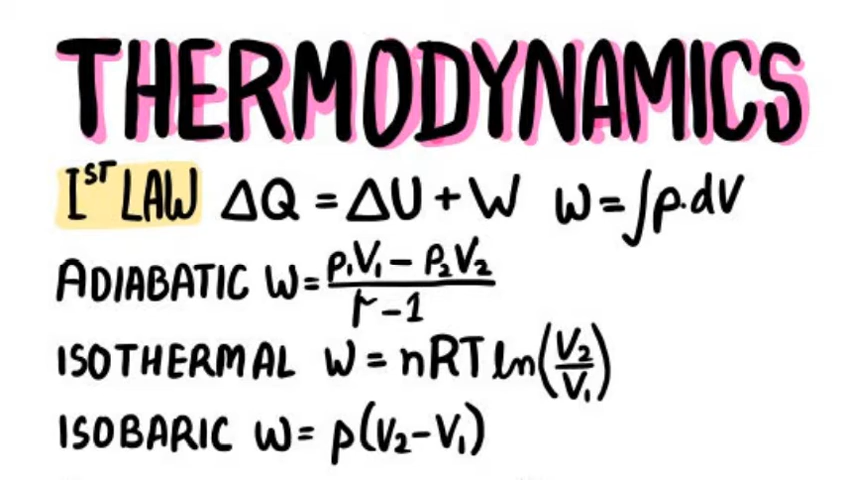 THERMODYNAMICS
1ST LAW ΔQ = ΔU + W W = ∫p.dV
ADIABATIC W = (P₁V₁ − P₂V₂)/(r − 1)
ISOTHERMAL W = nRT ln(V₂/V₁)
ISOBARIC W = p(V₂−V₁)